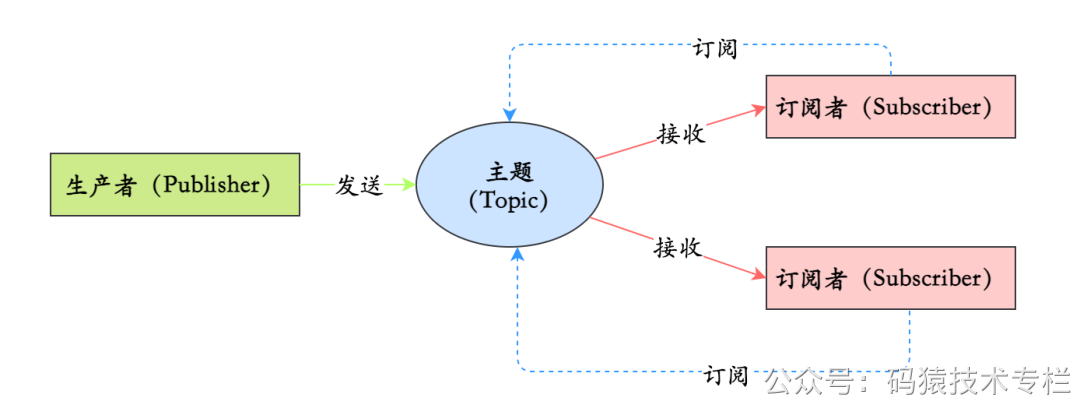 订阅
订阅者（Subscriber）
接收
主题
（Topic）
生产者（Publisher）
发送
接收
订阅者（Subscriber）
订阅
公众号：码猿技术专栏